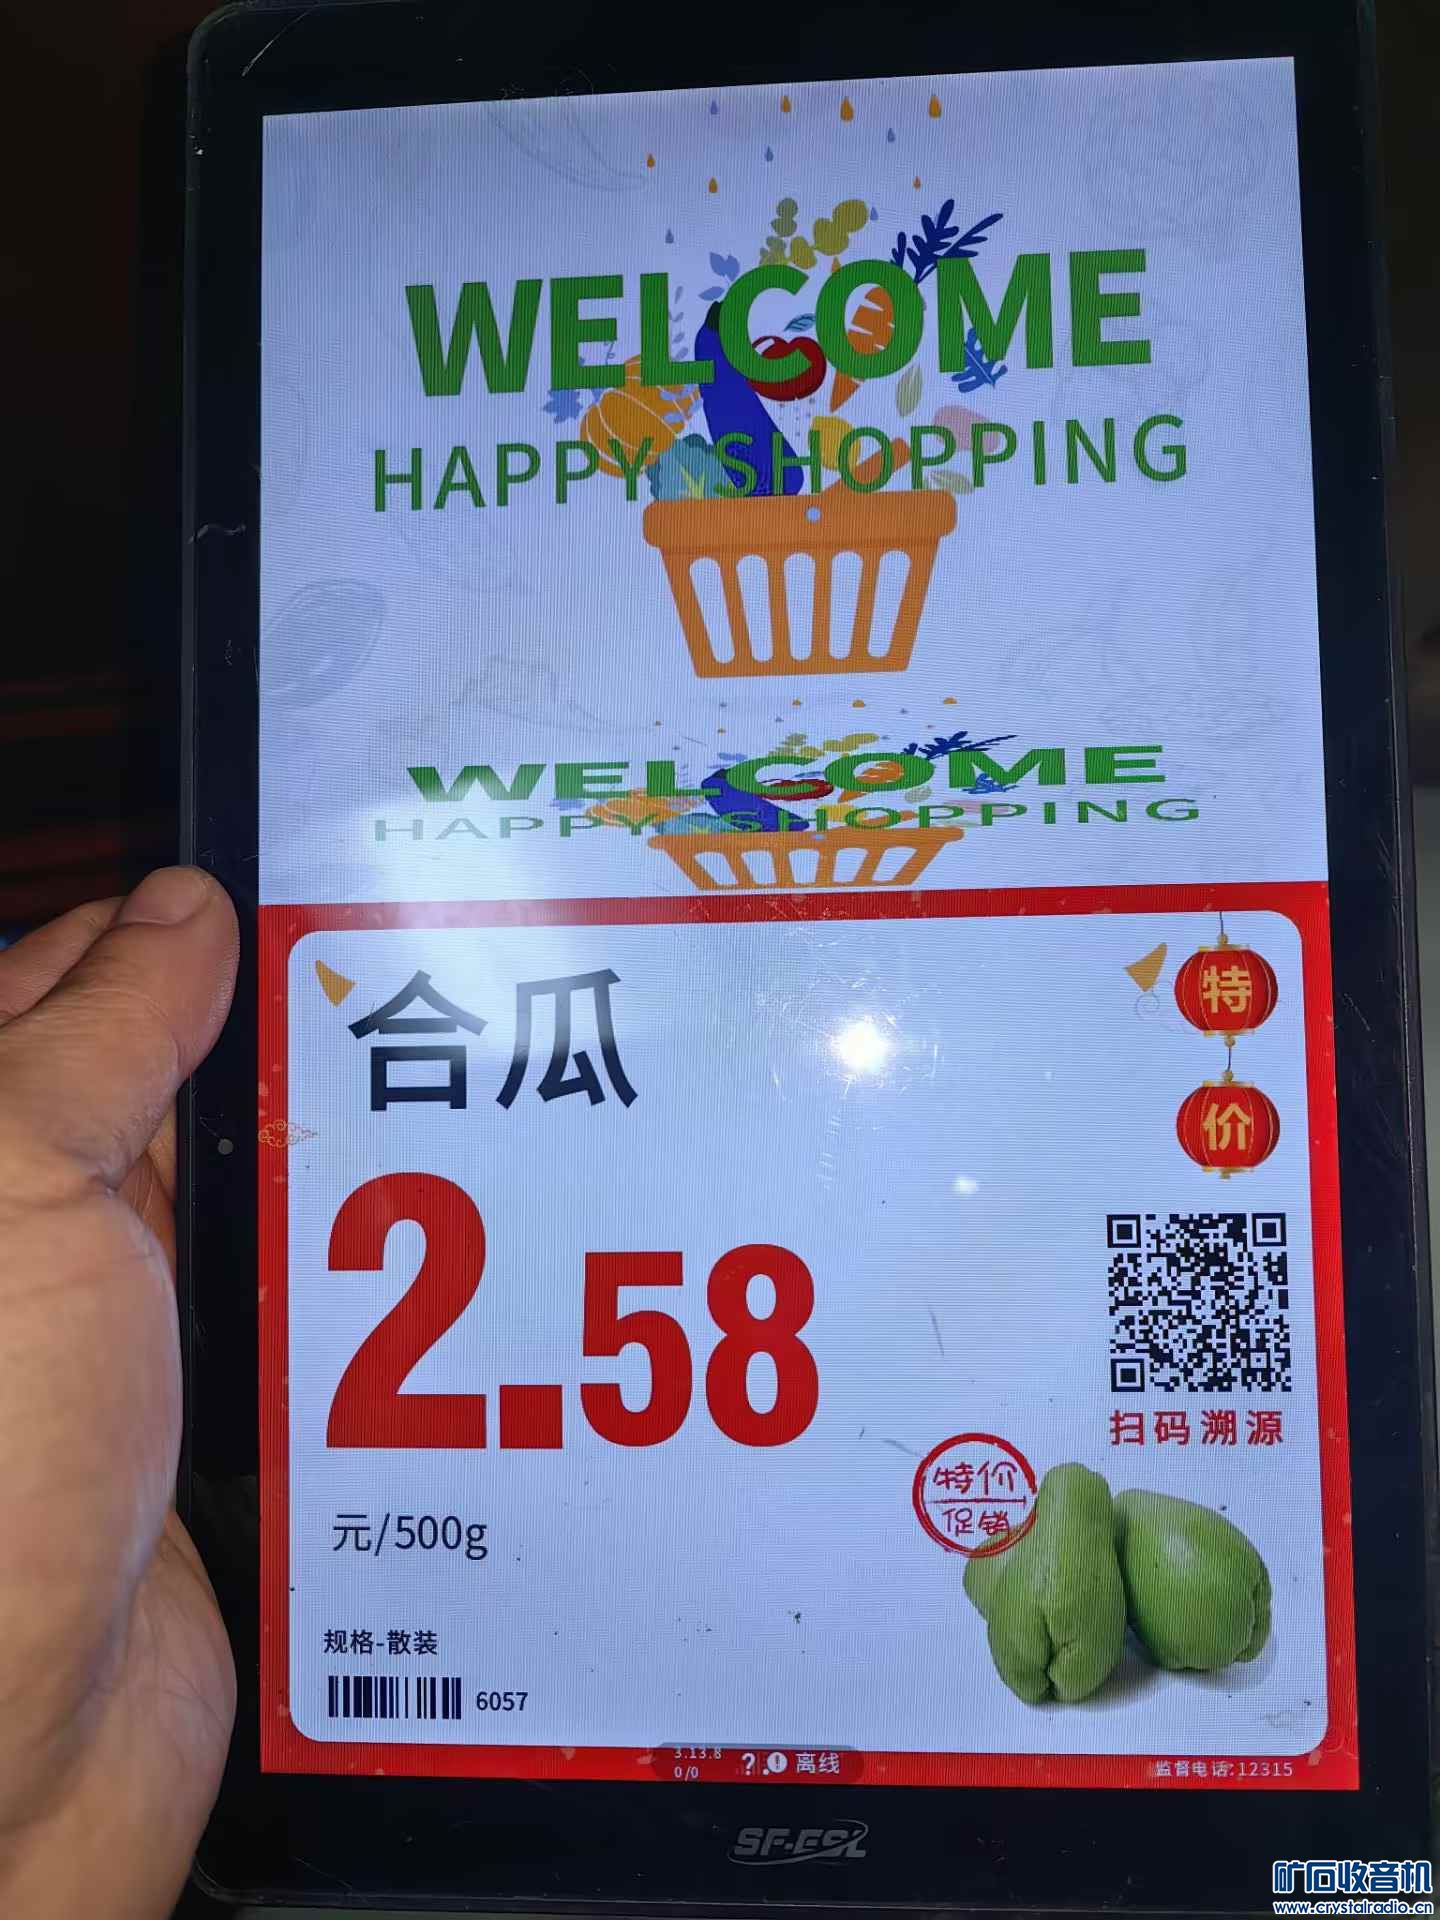 WELCOME
HAPPY SHOPPING
WELCOME
HAPPY SHOPPING
合瓜
特
价
2.58
扫码溯源
特价
促销
元/500g
规格-散装
6057
3.13.8
0/0
?.! 离线
监督电话:12315
SF-ESL
矿石收音机
www.crystalradio.cn